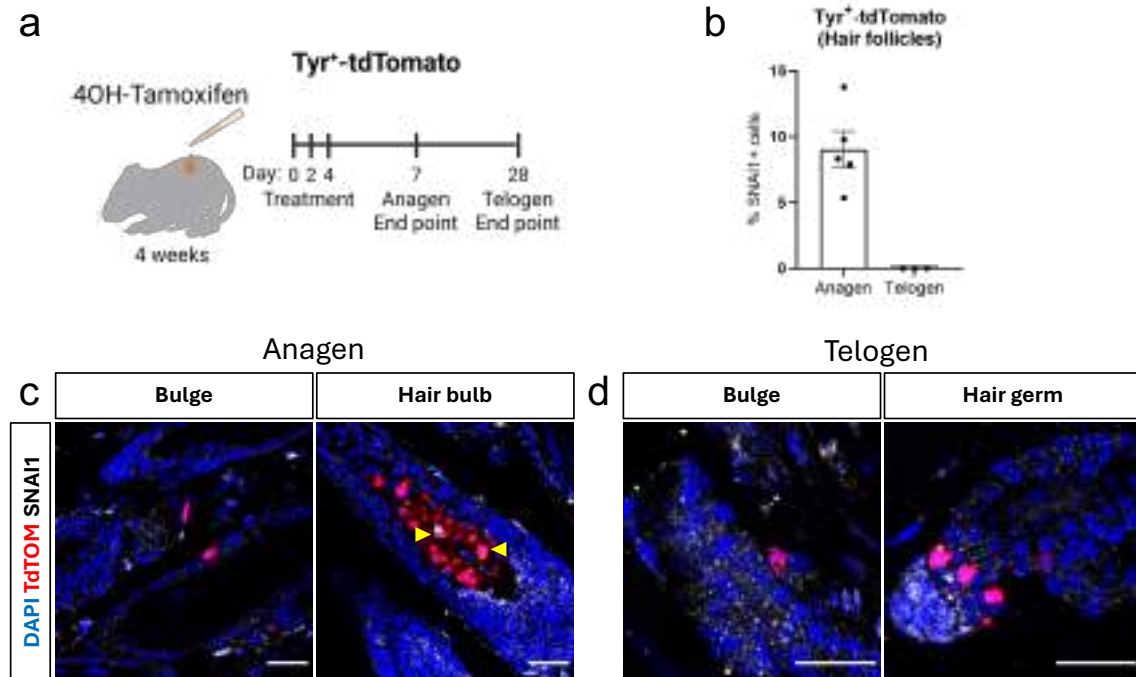 a
Tyr⁺-tdTomato
4OH-Tamoxifen
Day: 0 2 4 7 28
Treatment Anagen Telogen
End point End point
4 weeks
b
Tyr⁺-tdTomato
(Hair follicles)
% SNAI1 + cells
15
10
5
0
Anagen Telogen
Anagen
Telogen
c
Bulge
Hair bulb
d
Bulge
Hair germ
DAPI TdTOM SNAI1